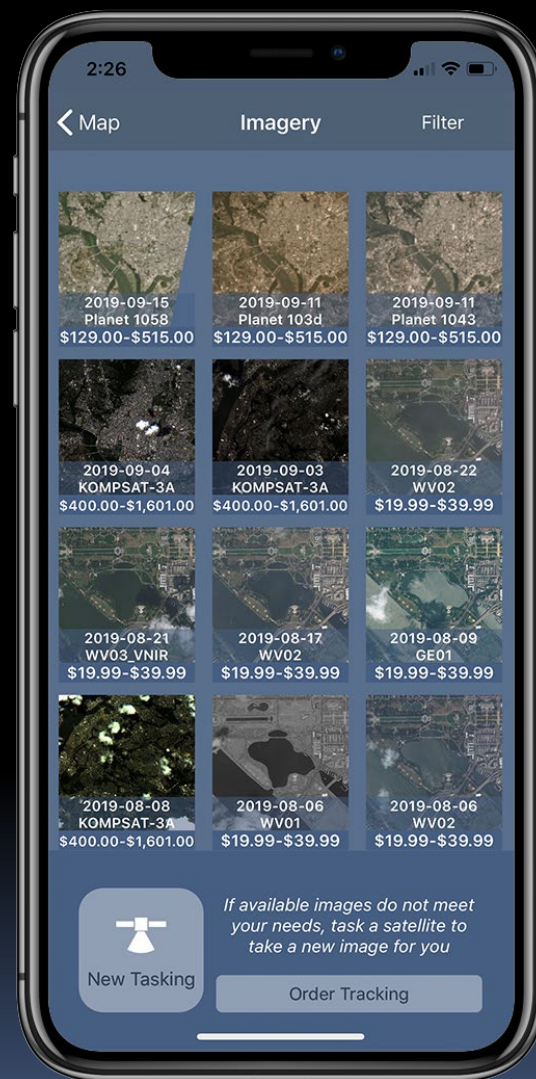 2:26
Map
Imagery
Filter
2019-09-15
Planet 1058
$129.00-$515.00
2019-09-11
Planet 103d
$129.00-$515.00
2019-09-11
Planet 1043
$129.00-$515.00
2019-09-04
KOMPSAT-3A
$400.00-$1,601.00
2019-09-03
KOMPSAT-3A
$400.00-$1,601.00
2019-08-22
WV02
$19.99-$39.99
2019-08-21
WV03_VNIR
$19.99-$39.99
2019-08-17
WV02
$19.99-$39.99
2019-08-09
GE01
$19.99-$39.99
2019-08-08
KOMPSAT-3A
$400.00-$1,601.00
2019-08-06
WV01
$19.99-$39.99
2019-08-06
WV02
$19.99-$39.99
New Tasking
If available images do not meet
your needs, task a satellite to
take a new image for you
Order Tracking